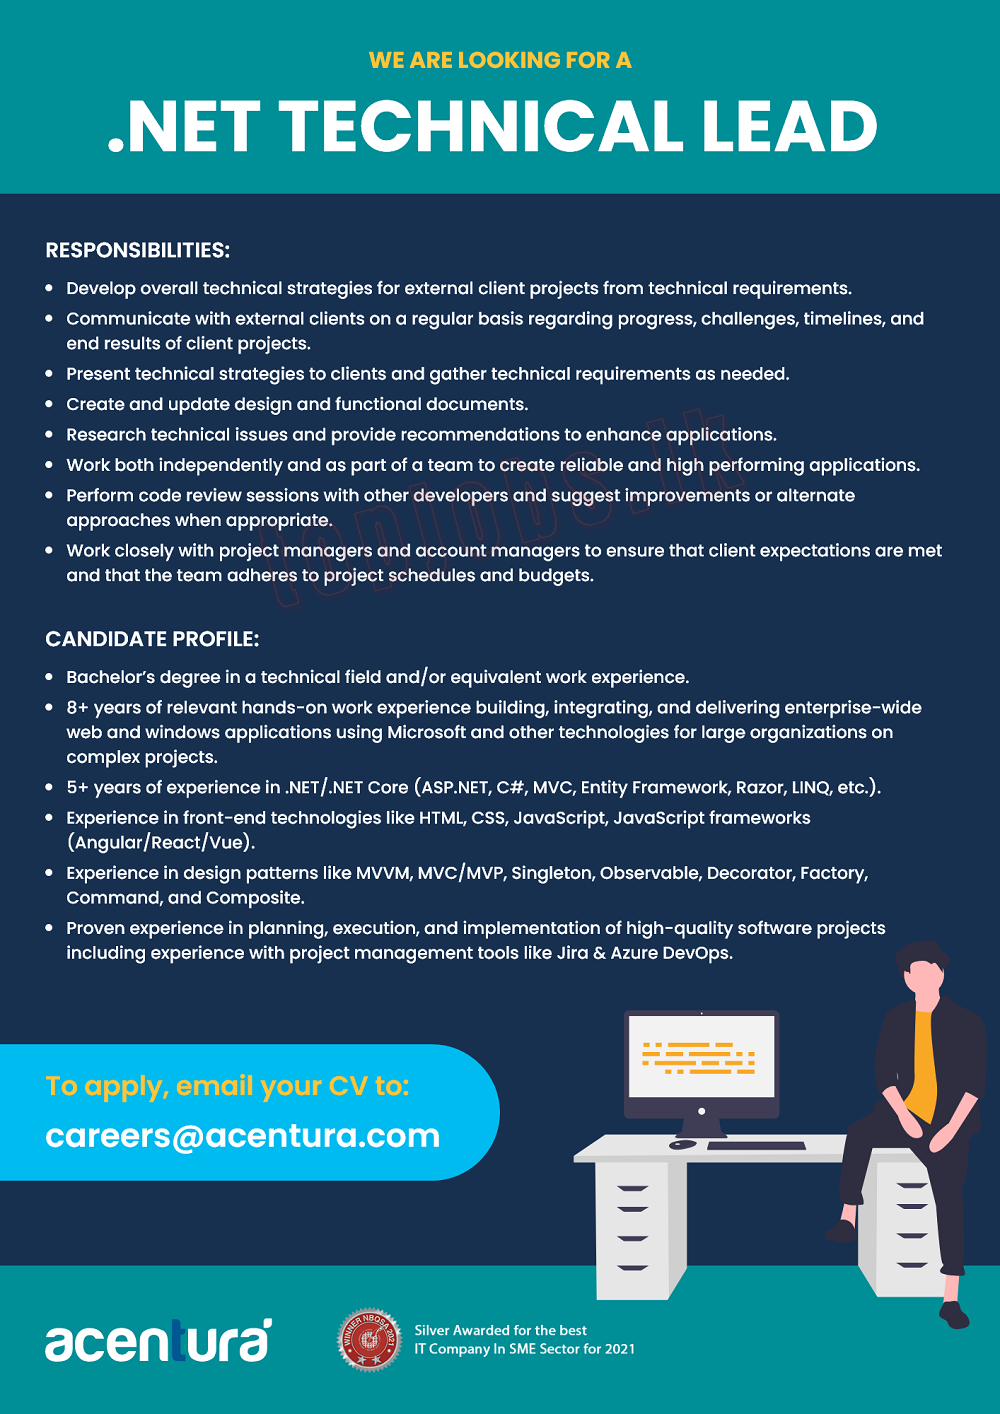 WE ARE LOOKING FOR A
.NET TECHNICAL LEAD
RESPONSIBILITIES:
• Develop overall technical strategies for external client projects from technical requirements.
• Communicate with external clients on a regular basis regarding progress, challenges, timelines, and
end results of client projects.
• Present technical strategies to clients and gather technical requirements as needed.
• Create and update design and functional documents.
• Research technical issues and provide recommendations to enhance applications.
• Work both independently and as part of a team to create reliable and high performing applications.
• Perform code review sessions with other developers and suggest improvements or alternate
approaches when appropriate.
• Work closely with project managers and account managers to ensure that client expectations are met
and that the team adheres to project schedules and budgets.
topjobs.lk
CANDIDATE PROFILE:
• Bachelor's degree in a technical field and/or equivalent work experience.
• 8+ years of relevant hands-on work experience building, integrating, and delivering enterprise-wide
web and windows applications using Microsoft and other technologies for large organizations on
complex projects.
• 5+ years of experience in .NET/.NET Core (ASP.NET, C#, MVC, Entity Framework, Razor, LINQ, etc.).
• Experience in front-end technologies like HTML, CSS, JavaScript, JavaScript frameworks
(Angular/React/Vue).
• Experience in design patterns like MVVM, MVC/MVP, Singleton, Observable, Decorator, Factory,
Command, and Composite.
• Proven experience in planning, execution, and implementation of high-quality software projects
including experience with project management tools like Jira & Azure DevOps.
To apply, email your CV to:
careers@acentura.com
acentura
WINNER NBQSA 2021
Silver Awarded for the best
IT Company In SME Sector for 2021